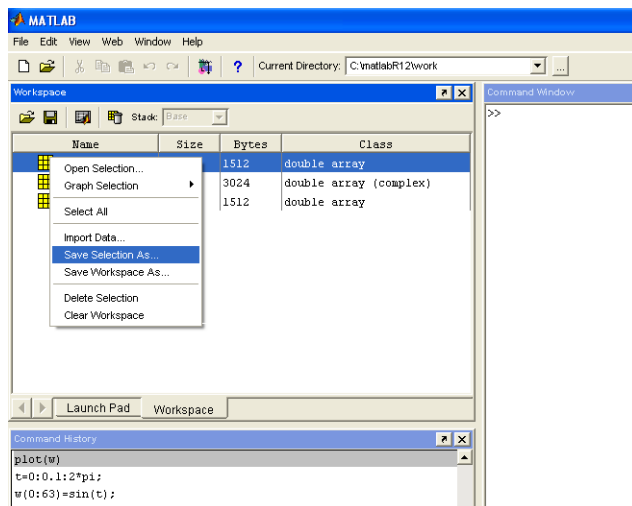 MATLAB
File Edit View Web Window Help
? Current Directory: C:\matlabR12\work ...
Workspace
Stack: Base
Name Size Bytes Class
1512 double array
3024 double array (complex)
1512 double array
Open Selection...
Graph Selection
Select All
Import Data...
Save Selection As...
Save Workspace As...
Delete Selection
Clear Workspace
Launch Pad Workspace
Command History
plot(w)
t=0:0.1:2*pi;
w(0:63)=sin(t);
Command Window
>>